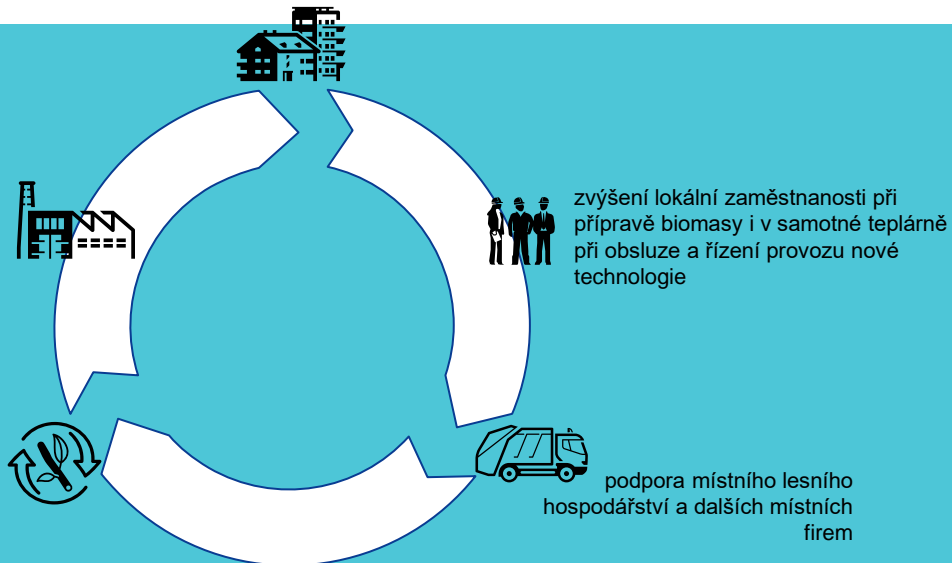 zvýšení lokální zaměstnanosti při
přípravě biomasy i v samotné teplárně
při obsluze a řízení provozu nové
technologie
podpora místního lesního
hospodářství a dalších místních
firem